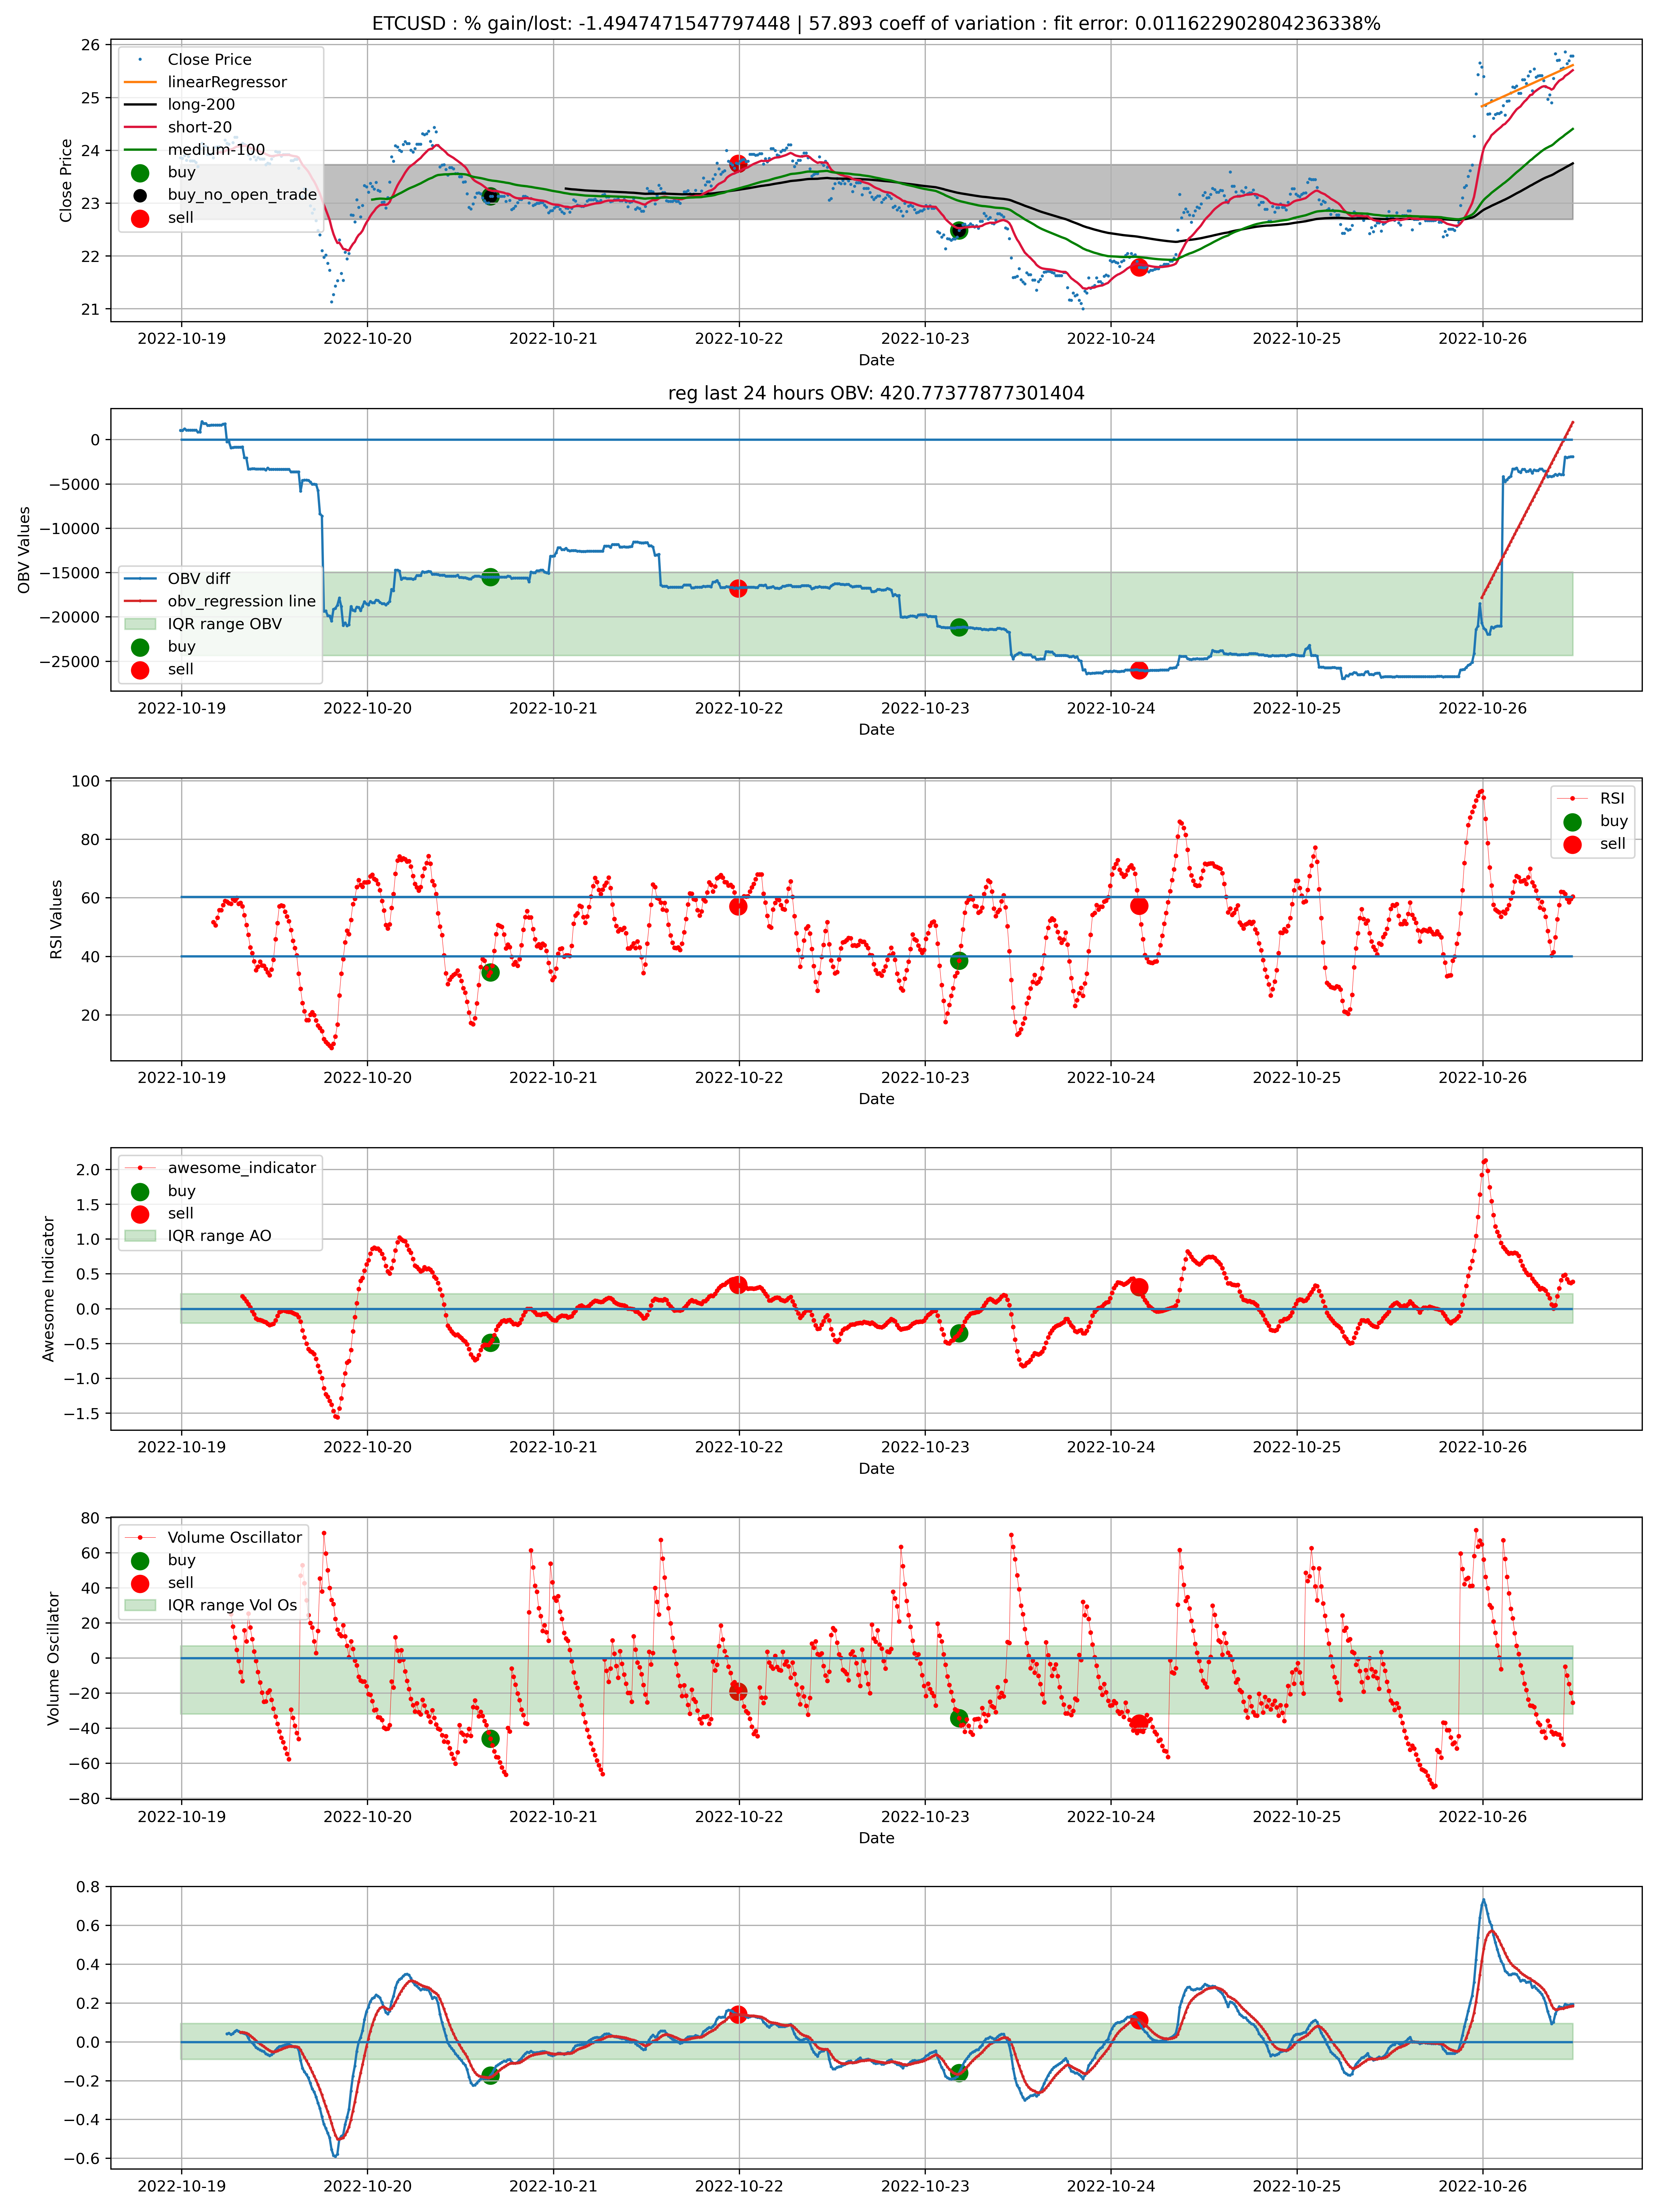 ETCUSD : % gain/lost: -1.4947471547797448 | 57.893 coeff of variation : fit error: 0.011622902804236338%
Close Price
26
25
24
23
22
21
Close Price
linearRegressor
long-200
short-20
medium-100
buy
buy_no_open_trade
sell
2022-10-19 2022-10-20 2022-10-21 2022-10-22 2022-10-23 2022-10-24 2022-10-25 2022-10-26
Date
reg last 24 hours OBV: 420.77377877301404
OBV Values
0
−5000
−10000
−15000
−20000
−25000
OBV diff
obv_regression line
IQR range OBV
buy
sell
2022-10-19 2022-10-20 2022-10-21 2022-10-22 2022-10-23 2022-10-24 2022-10-25 2022-10-26
Date
RSI Values
100
80
60
40
20
RSI
buy
sell
2022-10-19 2022-10-20 2022-10-21 2022-10-22 2022-10-23 2022-10-24 2022-10-25 2022-10-26
Date
Awesome Indicator
2.0
1.5
1.0
0.5
0.0
−0.5
−1.0
−1.5
awesome_indicator
buy
sell
IQR range AO
2022-10-19 2022-10-20 2022-10-21 2022-10-22 2022-10-23 2022-10-24 2022-10-25 2022-10-26
Date
Volume Oscillator
80
60
40
20
0
−20
−40
−60
−80
Volume Oscillator
buy
sell
IQR range Vol Os
2022-10-19 2022-10-20 2022-10-21 2022-10-22 2022-10-23 2022-10-24 2022-10-25 2022-10-26
Date
0.8
0.6
0.4
0.2
0.0
−0.2
−0.4
−0.6
2022-10-19 2022-10-20 2022-10-21 2022-10-22 2022-10-23 2022-10-24 2022-10-25 2022-10-26